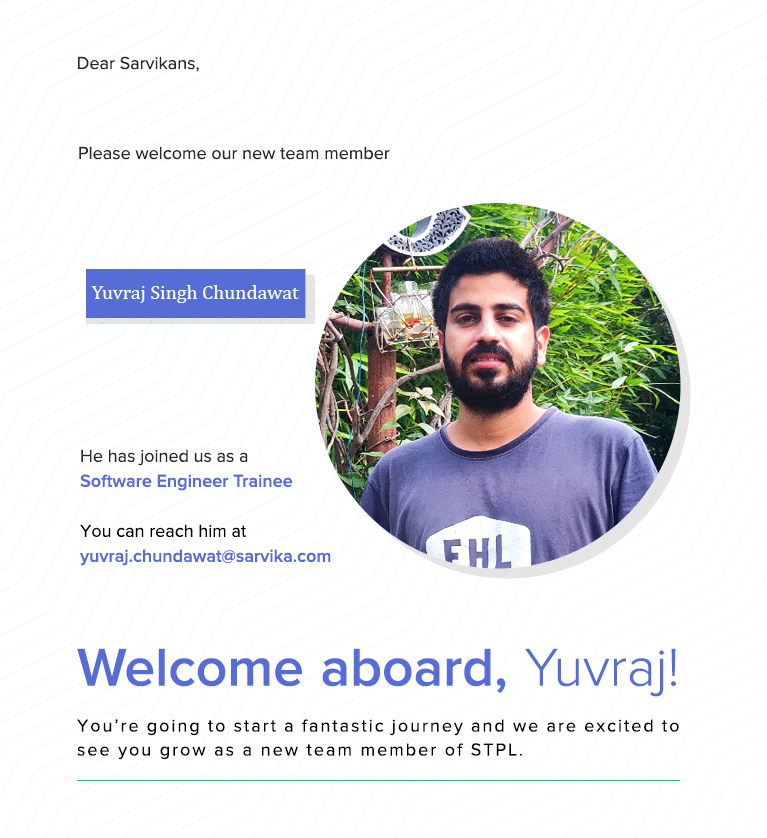 Dear Sarvikans,
Please welcome our new team member
Yuvraj Singh Chundawat
He has joined us as a
Software Engineer Trainee
You can reach him at
yuvraj.chundawat@sarvika.com
EHL
Welcome aboard, Yuvraj!
You’re going to start a fantastic journey and we are excited to
see you grow as a new team member of STPL.